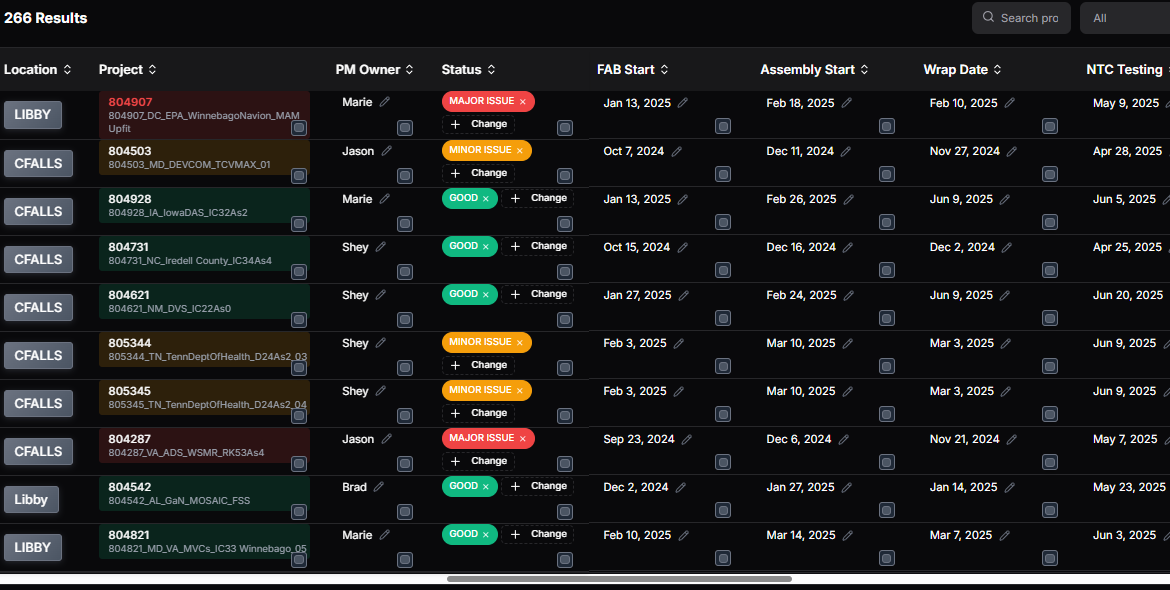 266 Results
Search pro
All
Location Project PM Owner Status FAB Start Assembly Start Wrap Date NTC Testing
LIBBY 804907 Marie MAJOR ISSUE × Jan 13, 2025 Feb 18, 2025 Feb 10, 2025 May 9, 2025
804907_DC_EPA_WinnebagoNavion_MAM
Upfit
+ Change
CFALLS 804503 Jason MINOR ISSUE × Oct 7, 2024 Dec 11, 2024 Nov 27, 2024 Apr 28, 2025
804503_MD_DEVCOM_TCVMAX_01
+ Change
CFALLS 804928 Marie GOOD × + Change Jan 13, 2025 Feb 26, 2025 Jun 9, 2025 Jun 5, 2025
804928_IA_IowaDAS_IC32As2
CFALLS 804731 Shey GOOD × + Change Oct 15, 2024 Dec 16, 2024 Dec 2, 2024 Apr 25, 2025
804731_NC_Iredell County_IC34As4
CFALLS 804621 Shey GOOD × + Change Jan 27, 2025 Feb 24, 2025 Jun 9, 2025 Jun 20, 2025
804621_NM_DVS_IC22As0
CFALLS 805344 Shey MINOR ISSUE × Feb 3, 2025 Mar 10, 2025 Mar 3, 2025 Jun 9, 2025
805344_TN_TennDeptOfHealth_D24As2_03
+ Change
CFALLS 805345 Shey MINOR ISSUE × Feb 3, 2025 Mar 10, 2025 Mar 3, 2025 Jun 9, 2025
805345_TN_TennDeptOfHealth_D24As2_04
+ Change
CFALLS 804287 Jason MAJOR ISSUE × Sep 23, 2024 Dec 6, 2024 Nov 21, 2024 May 7, 2025
804287_VA_ADS_WSMR_RK53As4
+ Change
Libby 804542 Brad GOOD × + Change Dec 2, 2024 Jan 27, 2025 Jan 14, 2025 May 23, 2025
804542_AL_GaN_MOSAIC_FSS
LIBBY 804821 Marie GOOD × + Change Feb 10, 2025 Mar 14, 2025 Mar 7, 2025 Jun 3, 2025
804821_MD_VA_MVCs_IC33 Winnebago_05